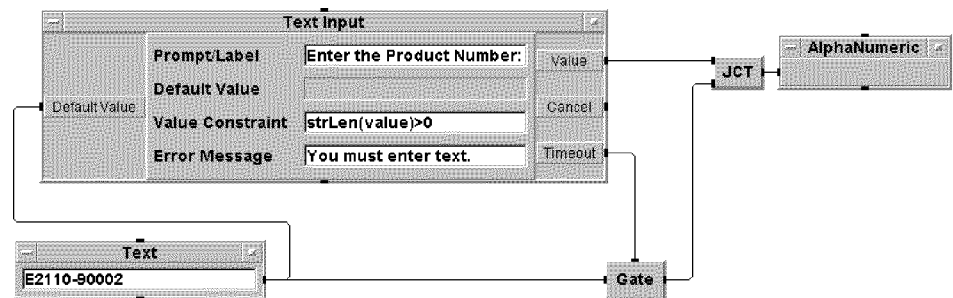 Text Input
Prompt/Label Enter the Product Number:
Default Value
Value Constraint strLen(value)>0
Error Message You must enter text.
Default Value
Value
Cancel
Timeout
JCT
AlphaNumeric
Text
E2110-90002
Gate